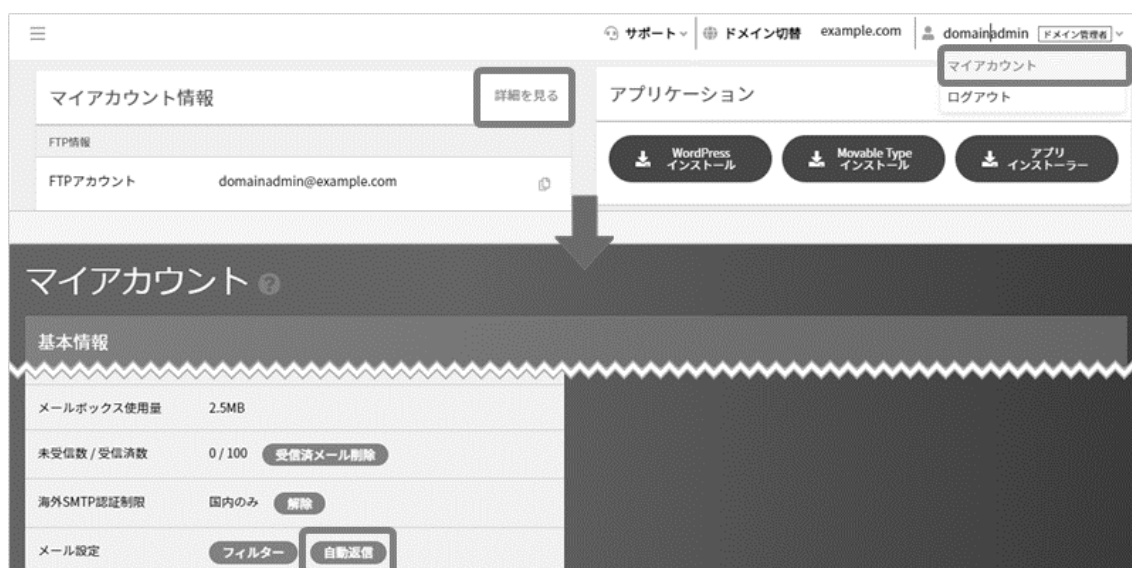 サポート ドメイン切替 example.com domainadmin ドメイン管理者
マイアカウント
ログアウト
マイアカウント情報 詳細を見る
アプリケーション
FTP情報
FTPアカウント domainadmin@example.com
WordPress
インストール
Movable Type
インストール
アプリ
インストーラー
マイアカウント ?
基本情報
メールボックス使用量 2.5MB
未受信数 / 受信済数 0 / 100 受信済メール削除
海外SMTP認証制限 国内のみ 解除
メール設定 フィルター 自動返信